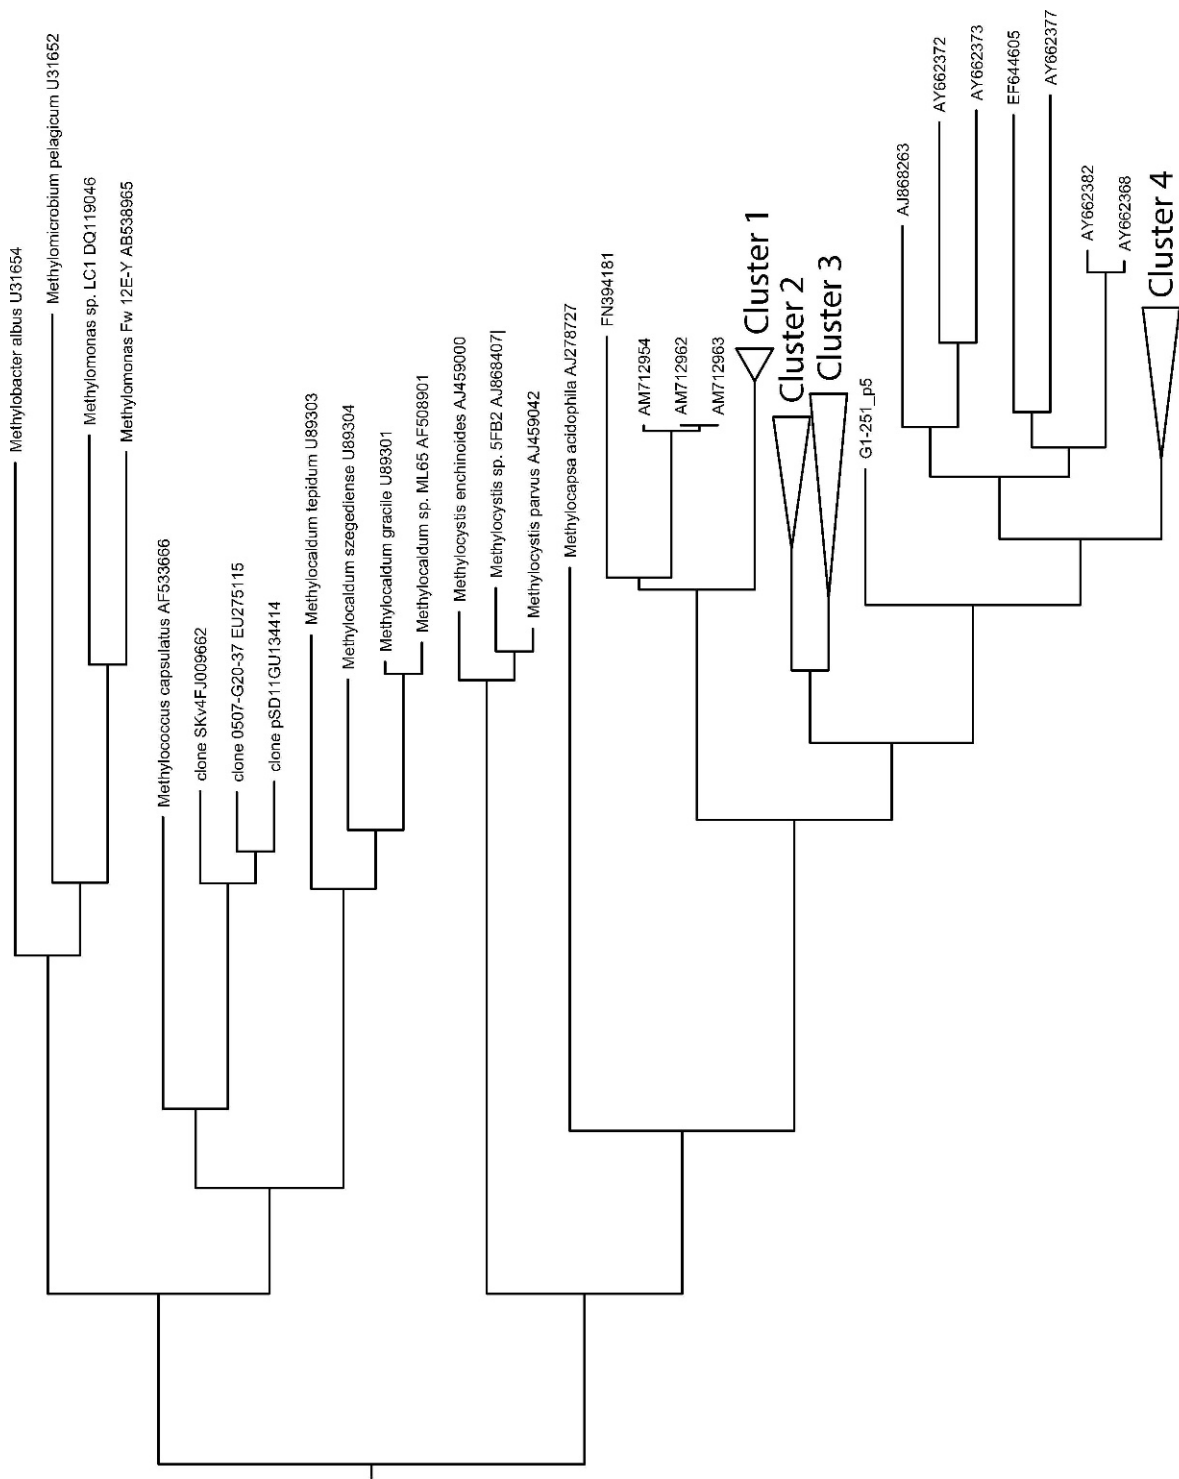 Methylobacter albus U31654
Methylomicrobium pelagicum U31652
Methylomonas sp. LC1 DQ119046
Methylomonas Fw 12E-Y AB538965
Methylococcus capsulatus AF533666
clone SKv4FJ009662
clone 0507-G20-37 EU275115
clone pSD11GU134414
Methylocaldum tepidum U89303
Methylocaldum szegediense U89304
Methylocaldum gracile U89301
Methylocaldum sp. ML65 AF508901
Methylocystis enchinoides AJ459000
Methylocystis sp. 5FB2 AJ868407|
Methylocystis parvus AJ459042
Methylocapsa acidophila AJ278727
FN394181
AM712954
AM712962
AM712963
Cluster 1
Cluster 2
Cluster 3
G1-251_p5
AJ868263
AY662372
AY662373
EF644605
AY662377
AY662382
AY662368
Cluster 4